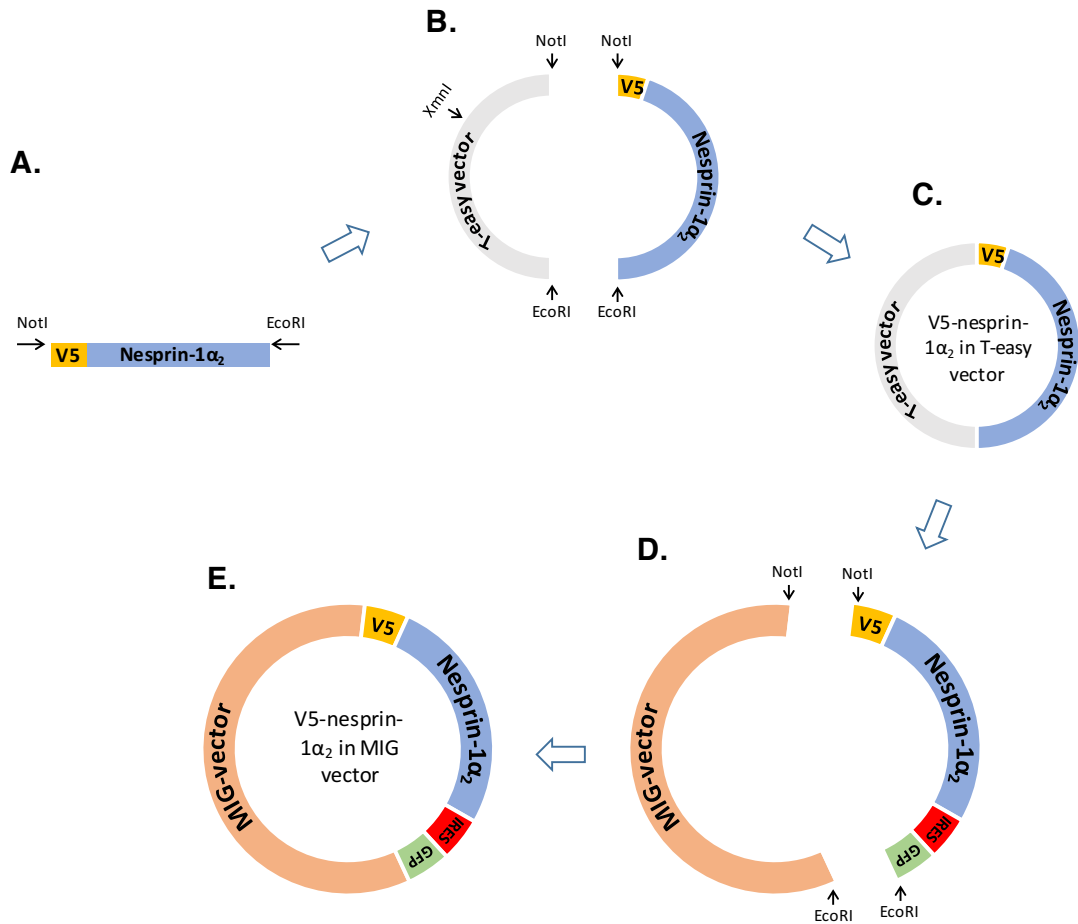 A.
NotI
EcoRI
V5
Nesprin-1α₂
B.
NotI
NotI
XmnI
V5
T-easy vector
Nesprin-1α₂
EcoRI
EcoRI
C.
V5
T-easy vector
Nesprin-1α₂
V5-nesprin-
1α₂ in T-easy
vector
D.
NotI
NotI
V5
MIG-vector
Nesprin-1α₂
IRES
GFP
EcoRI
EcoRI
E.
V5
MIG-vector
Nesprin-1α₂
V5-nesprin-
1α₂ in MIG
vector
IRES
GFP